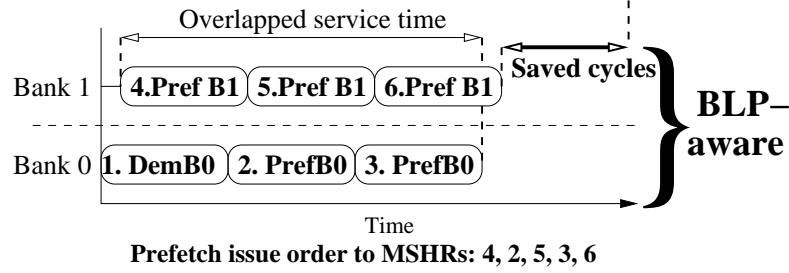 Overlapped service time
Saved cycles
Bank 1 4.Pref B1 5.Pref B1 6.Pref B1
BLP–
aware
Bank 0 1. DemB0 2. PrefB0 3. PrefB0
Time
Prefetch issue order to MSHRs: 4, 2, 5, 3, 6